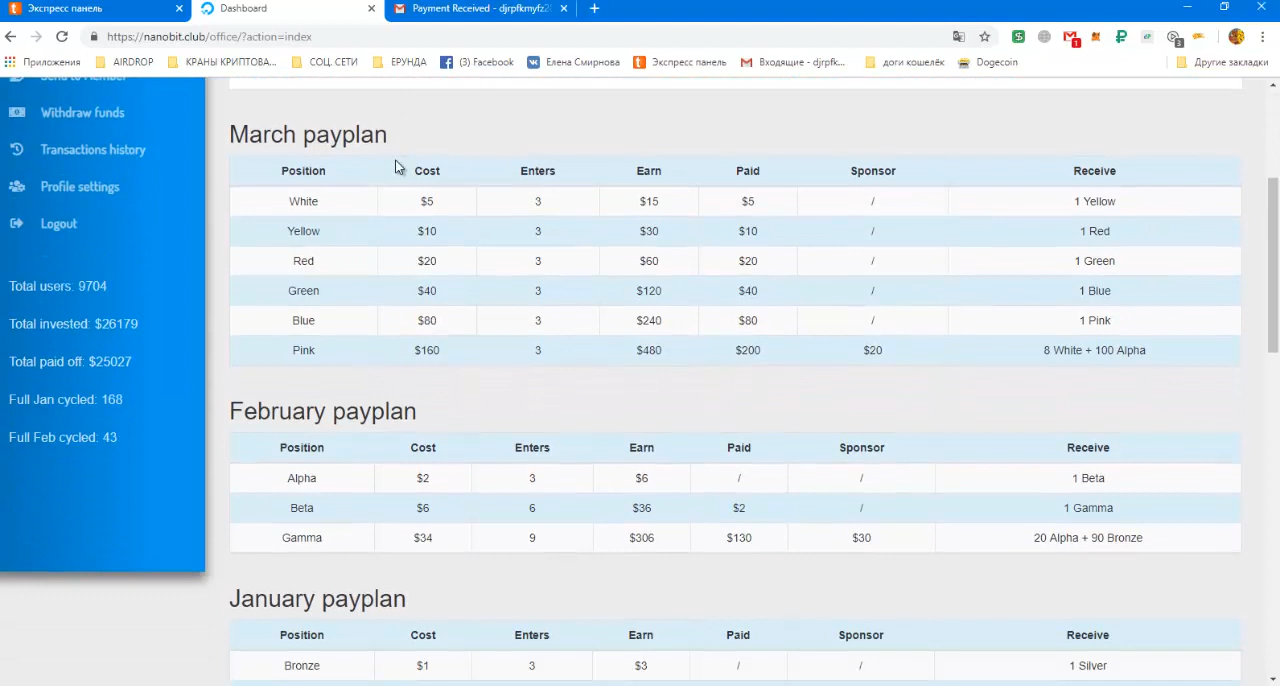 Экспресс панель
Dashboard
Payment Received - djrpfkmyfz2
https://nanobit.club/office/?action=index
Приложения
AIRDROP
КРАНЫ КРИПТОВА...
СОЦ. СЕТИ
ЕРУНДА
(3) Facebook
Елена Смирнова
Экспресс панель
Входящие - djrpfk...
доги кошелёк
Dogecoin
Другие закладки
Send to Member
Withdraw funds
Transactions history
Profile settings
Logout
Total users: 9704
Total invested: $26179
Total paid off: $25027
Full Jan cycled: 168
Full Feb cycled: 43
March payplan
Position Cost Enters Earn Paid Sponsor Receive
White $5 3 $15 $5 / 1 Yellow
Yellow $10 3 $30 $10 / 1 Red
Red $20 3 $60 $20 / 1 Green
Green $40 3 $120 $40 / 1 Blue
Blue $80 3 $240 $80 / 1 Pink
Pink $160 3 $480 $200 $20 8 White + 100 Alpha
February payplan
Position Cost Enters Earn Paid Sponsor Receive
Alpha $2 3 $6 / / 1 Beta
Beta $6 6 $36 $2 / 1 Gamma
Gamma $34 9 $306 $130 $30 20 Alpha + 90 Bronze
January payplan
Position Cost Enters Earn Paid Sponsor Receive
Bronze $1 3 $3 / / 1 Silver